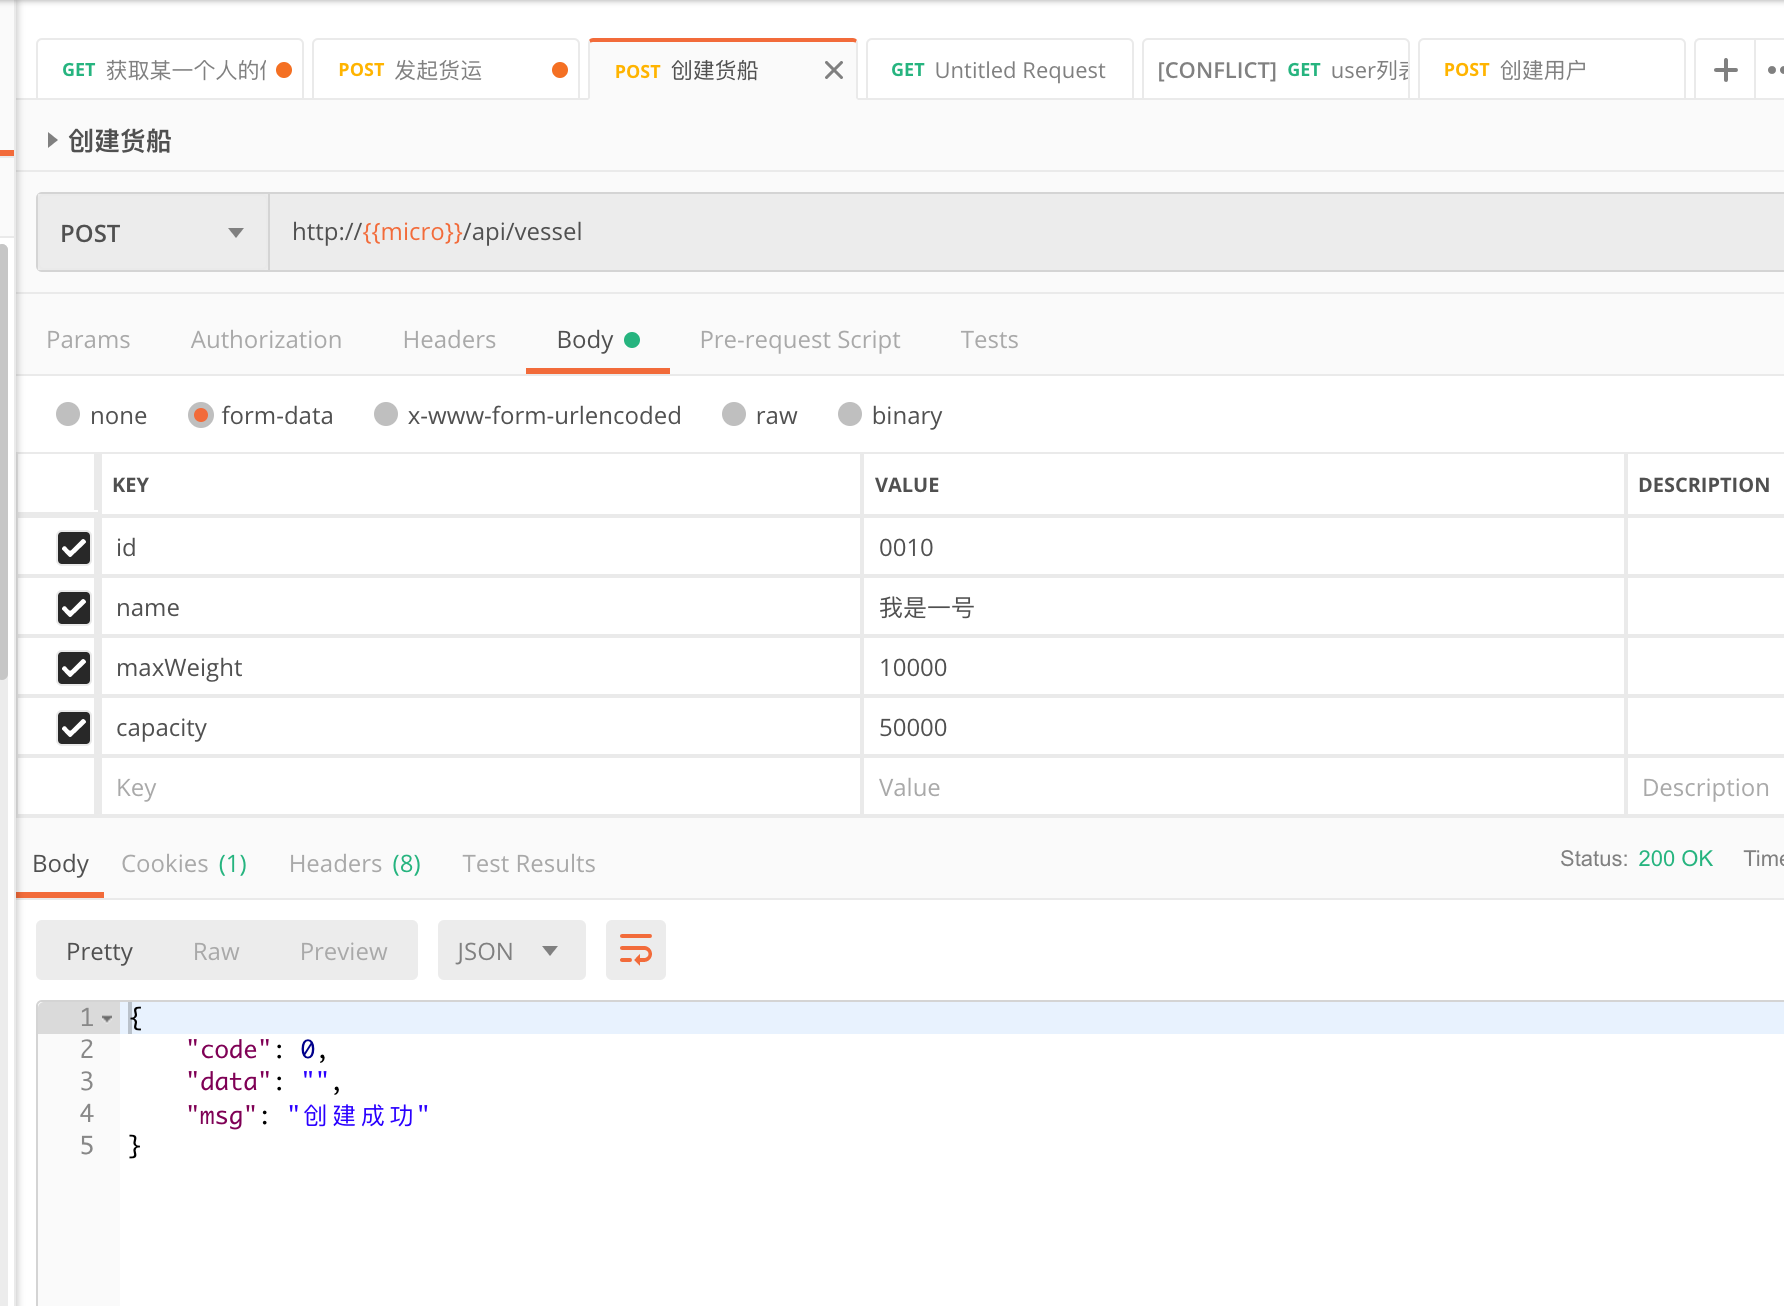 GET 获取某一个人的 POST 发起货运 POST 创建货船 GET Untitled Request [CONFLICT] GET user列表 POST 创建用户
创建货船
POST http://{{micro}}/api/vessel
Params Authorization Headers Body Pre-request Script Tests
none form-data x-www-form-urlencoded raw binary
KEY VALUE DESCRIPTION
id 0010
name 我是一号
maxWeight 10000
capacity 50000
Key Value Description
Body Cookies (1) Headers (8) Test Results Status: 200 OK Time
Pretty Raw Preview JSON
1 {
2 "code": 0,
3 "data": "",
4 "msg": "创建成功"
5 }